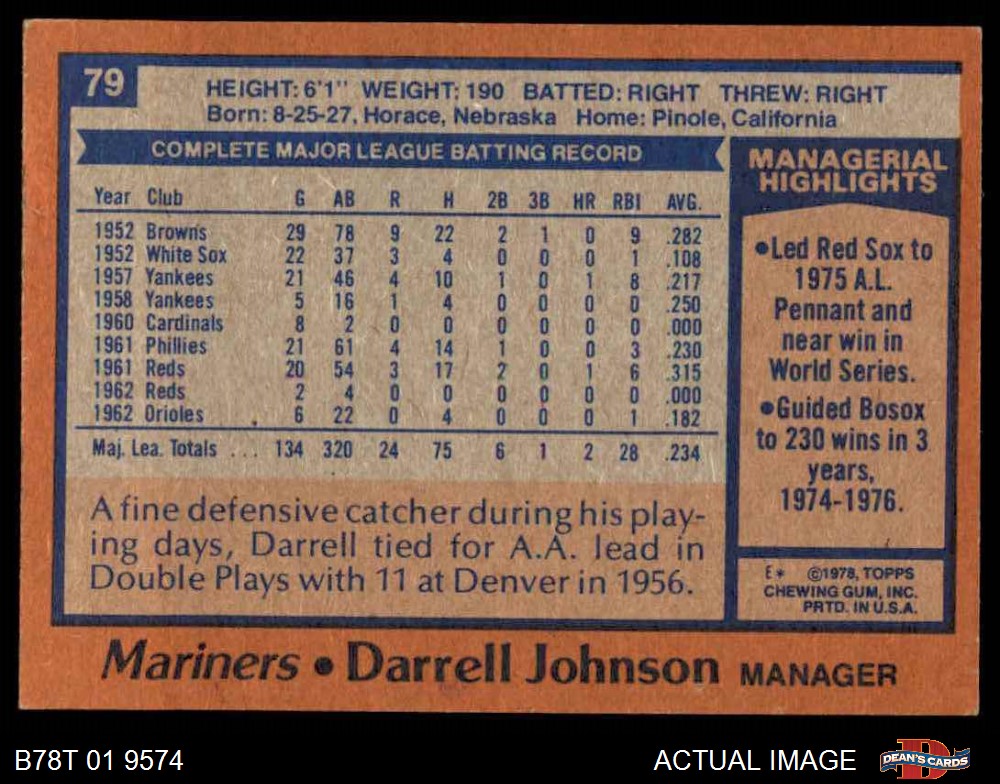 79
HEIGHT: 6'1" WEIGHT: 190 BATTED: RIGHT THREW: RIGHT
Born: 8-25-27, Horace, Nebraska Home: Pinole, California
COMPLETE MAJOR LEAGUE BATTING RECORD
Year Club G AB R H 2B 3B HR RBI AVG.
1952 Browns 29 78 9 22 2 1 0 9 .282
1952 White Sox 22 37 3 4 0 0 0 1 .108
1957 Yankees 21 46 4 10 1 0 1 8 .217
1958 Yankees 5 16 1 4 0 0 0 0 .250
1960 Cardinals 8 2 0 0 0 0 0 0 .000
1961 Phillies 21 61 4 14 1 0 0 3 .230
1961 Reds 20 54 3 17 2 0 1 6 .315
1962 Reds 2 4 0 0 0 0 0 0 .000
1962 Orioles 6 22 0 4 0 0 0 1 .182
Maj. Lea. Totals ... 134 320 24 75 6 1 2 28 .234
A fine defensive catcher during his play-
ing days, Darrell tied for A.A. lead in
Double Plays with 11 at Denver in 1956.
MANAGERIAL
HIGHLIGHTS
•Led Red Sox to
1975 A.L.
Pennant and
near win in
World Series.
•Guided Bosox
to 230 wins in 3
years,
1974-1976.
E* ©1978, TOPPS
CHEWING GUM, INC.
PRTD. IN U.S.A.
Mariners • Darrell Johnson MANAGER
B78T 01 9574
ACTUAL IMAGE
D
DEAN'S CARDS